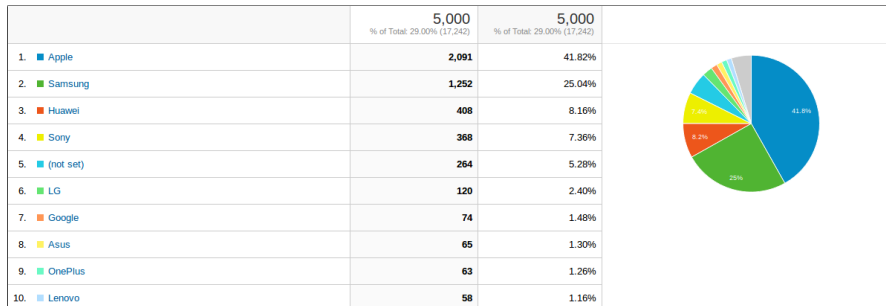 5,000 5,000
% of Total: 29.00% (17,242) % of Total: 29.00% (17,242)
1. Apple 2,091 41.82%
2. Samsung 1,252 25.04%
3. Huawei 408 8.16%
4. Sony 368 7.36%
5. (not set) 264 5.28%
6. LG 120 2.40%
7. Google 74 1.48%
8. Asus 65 1.30%
9. OnePlus 63 1.26%
10. Lenovo 58 1.16%
41.8%
25%
8.2%
7.4%